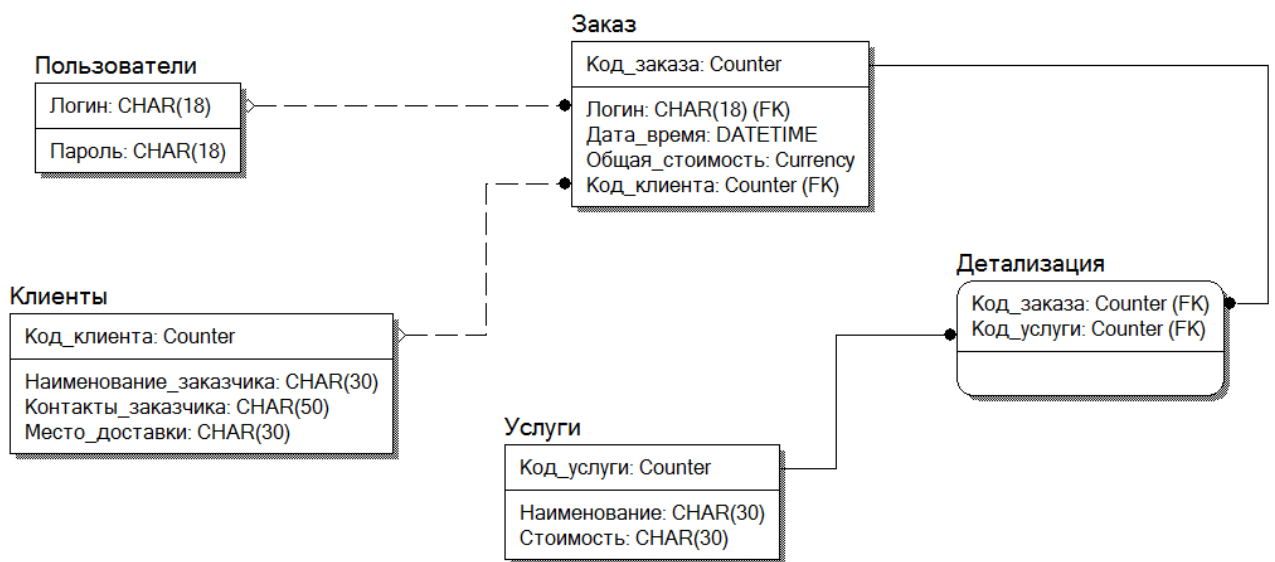 Заказ
Код_заказа: Counter
Логин: CHAR(18) (FK)
Дата_время: DATETIME
Общая_стоимость: Currency
Код_клиента: Counter (FK)
Пользователи
Логин: CHAR(18)
Пароль: CHAR(18)
Клиенты
Код_клиента: Counter
Наименование_заказчика: CHAR(30)
Контакты_заказчика: CHAR(50)
Место_доставки: CHAR(30)
Детализация
Код_заказа: Counter (FK)
Код_услуги: Counter (FK)
Услуги
Код_услуги: Counter
Наименование: CHAR(30)
Стоимость: CHAR(30)